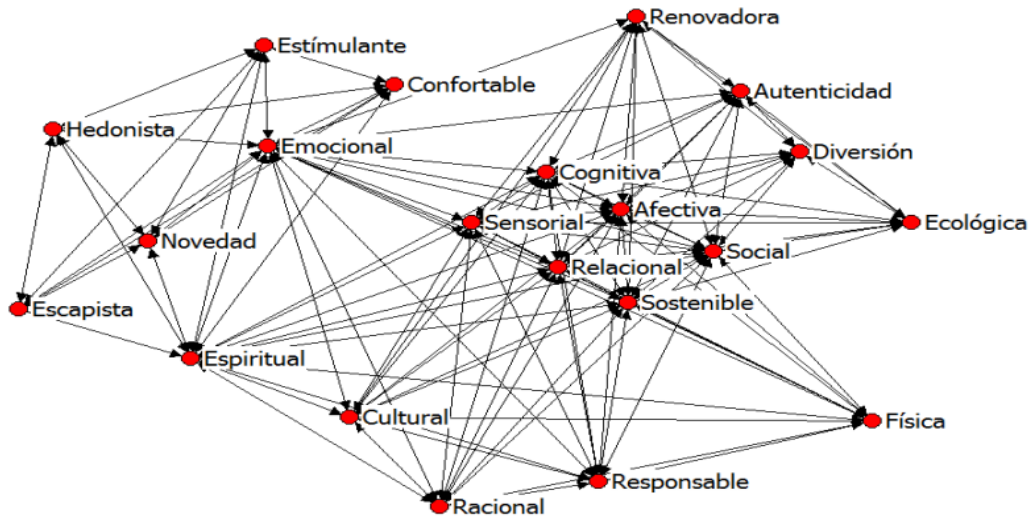 Renovadora
Estímulante
Confortable
Autenticidad
Hedonista
Emocional
Diversión
Cognitiva
Afectiva
Sensorial
Ecológica
Novedad
Social
Relacional
Sostenible
Escapista
Espiritual
Cultural
Física
Responsable
Racional